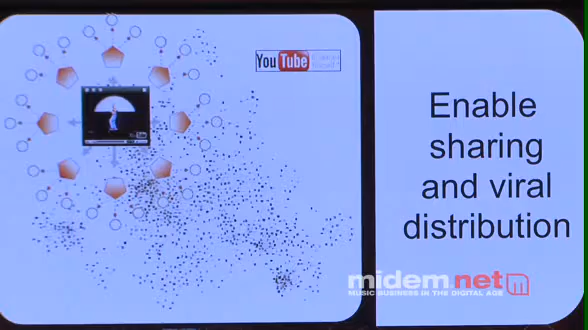 YouTube
Enable
sharing
and viral
distribution
midem.net m
MUSIC BUSINESS IN THE DIGITAL AGE